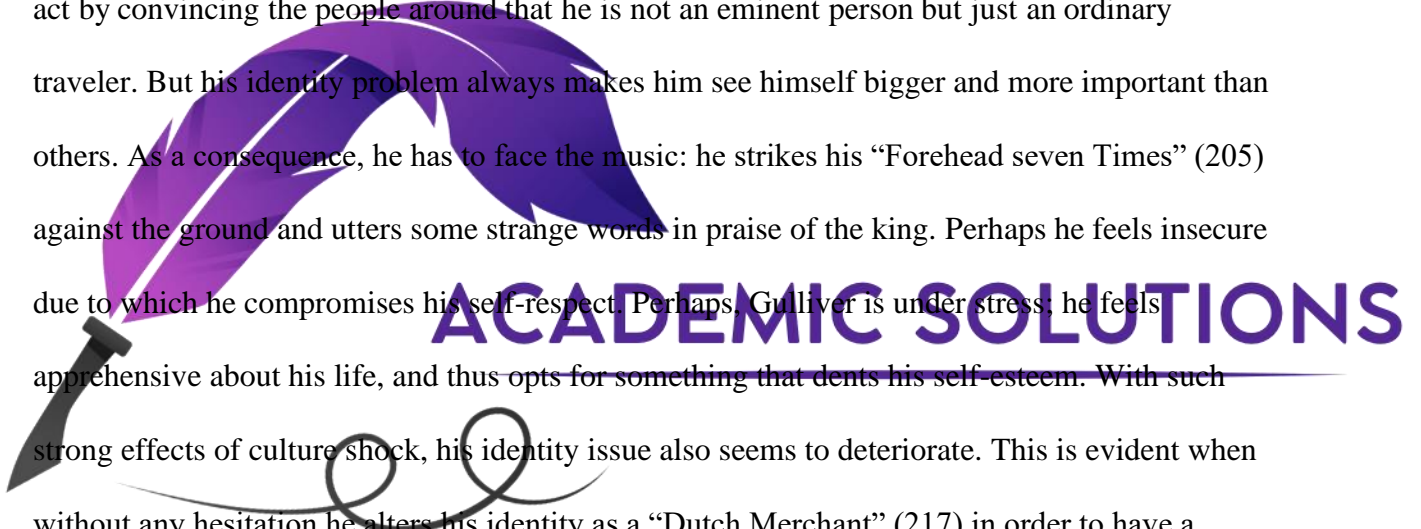 act by convincing the people around that he is not an eminent person but just an ordinary
traveler. But his identity problem always makes him see himself bigger and more important than
others. As a consequence, he has to face the music: he strikes his “Forehead seven Times” (205)
against the ground and utters some strange words in praise of the king. Perhaps he feels insecure
due to which he compromises his self-respect. Perhaps, Gulliver is under stress; he feels
ACADEMIC SOLUTIONS
apprehensive about his life, and thus opts for something that dents his self-esteem. With such
strong effects of culture shock, his identity issue also seems to deteriorate. This is evident when
without any hesitation he alters his identity as a “Dutch Merchant” (217) in order to have a